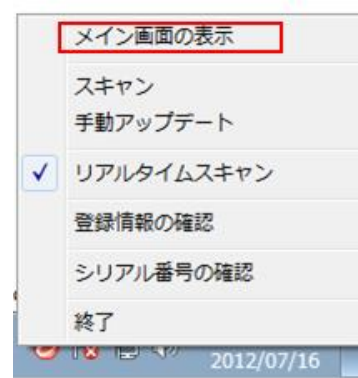 メイン画面の表示
スキャン
手動アップデート
リアルタイムスキャン
登録情報の確認
シリアル番号の確認
終了
2012/07/16